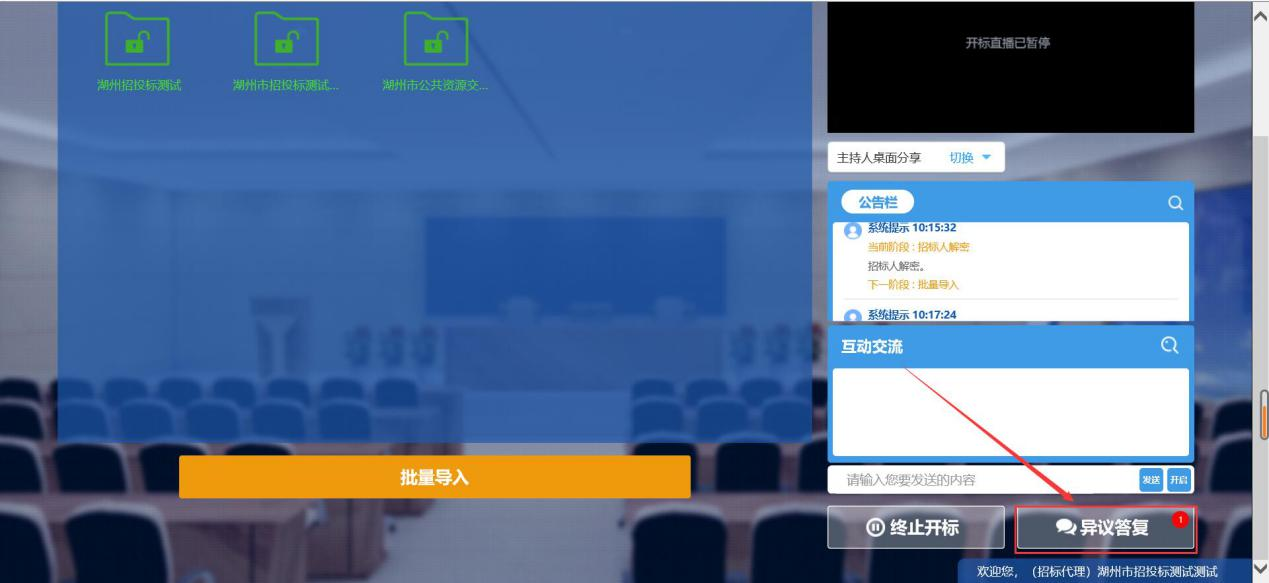 湖州招投标测试
湖州市招投标测试...
湖州市公共资源交...
批量导入
开标直播已暂停
主持人桌面分享 切换
公告栏
系统提示 10:15:32
当前阶段 : 招标人解密
招标人解密。
下一阶段 : 批量导入
系统提示 10:17:24
互动交流
请输入您要发送的内容 发送 开启
终止开标 异议答复 1
欢迎您, （招标代理）湖州市招投标测试测试